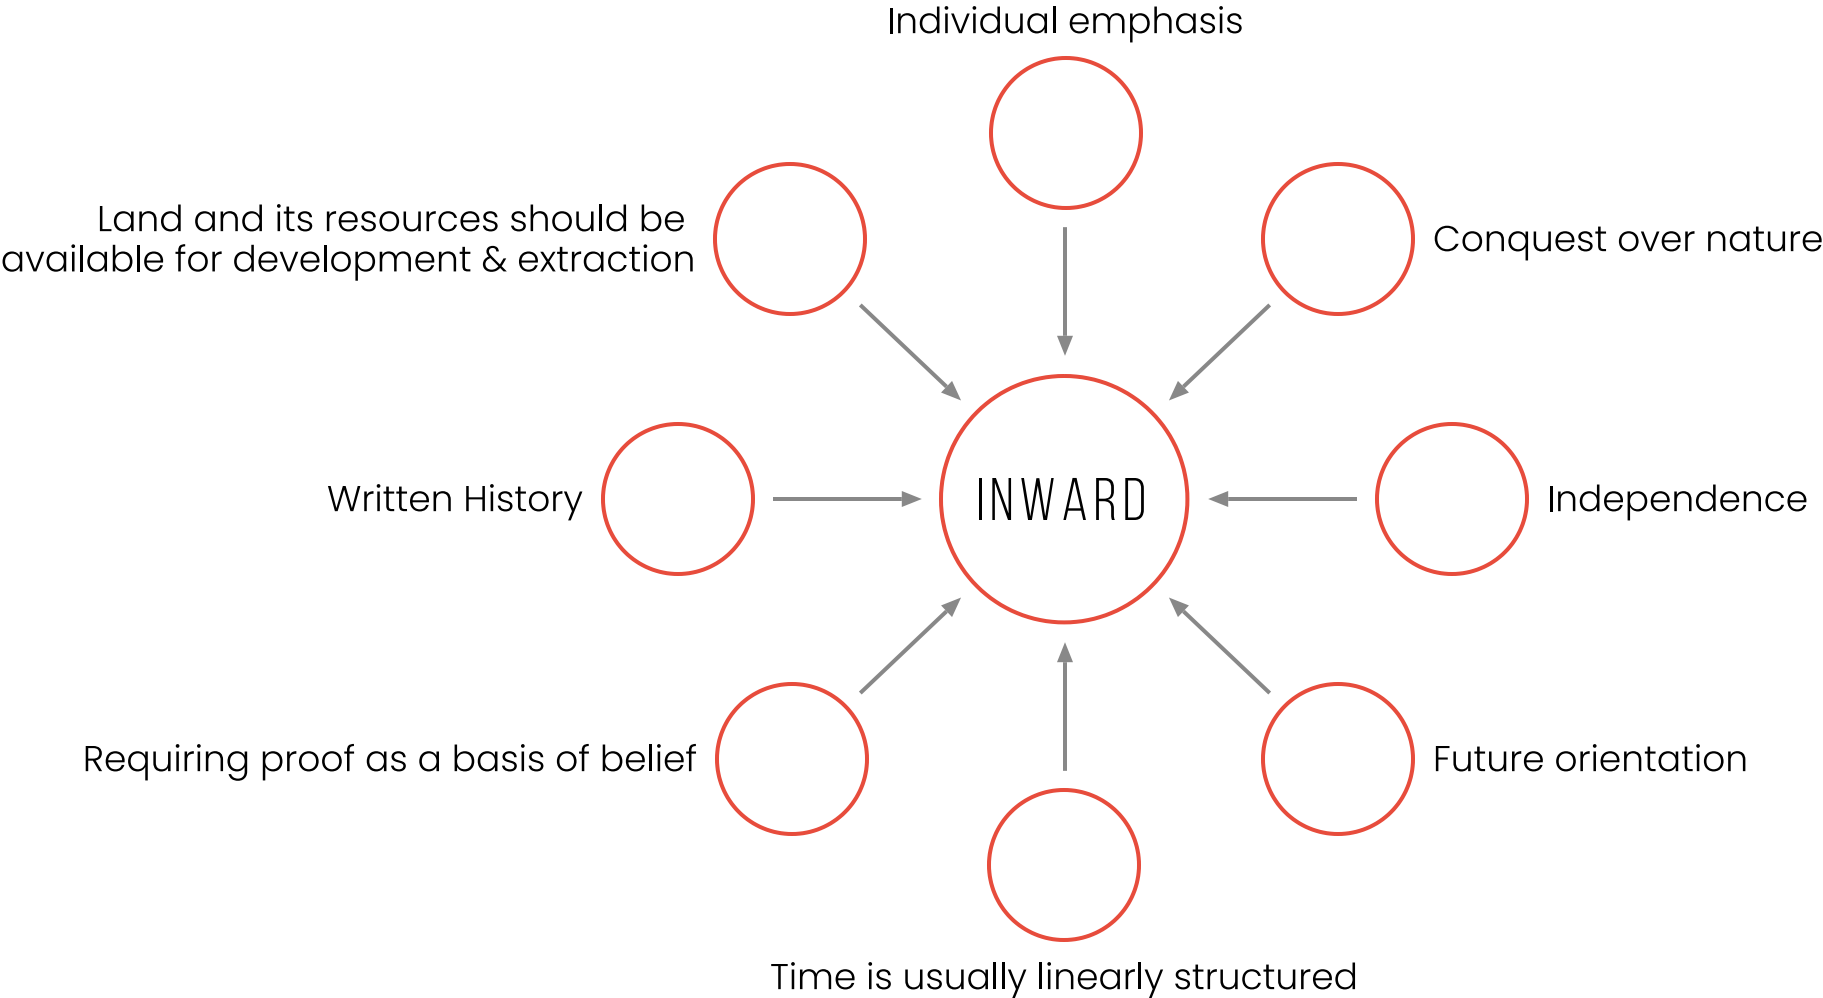 Individual emphasis
Land and its resources should be
available for development & extraction
Conquest over nature
Written History
INWARD
Independence
Requiring proof as a basis of belief
Future orientation
Time is usually linearly structured